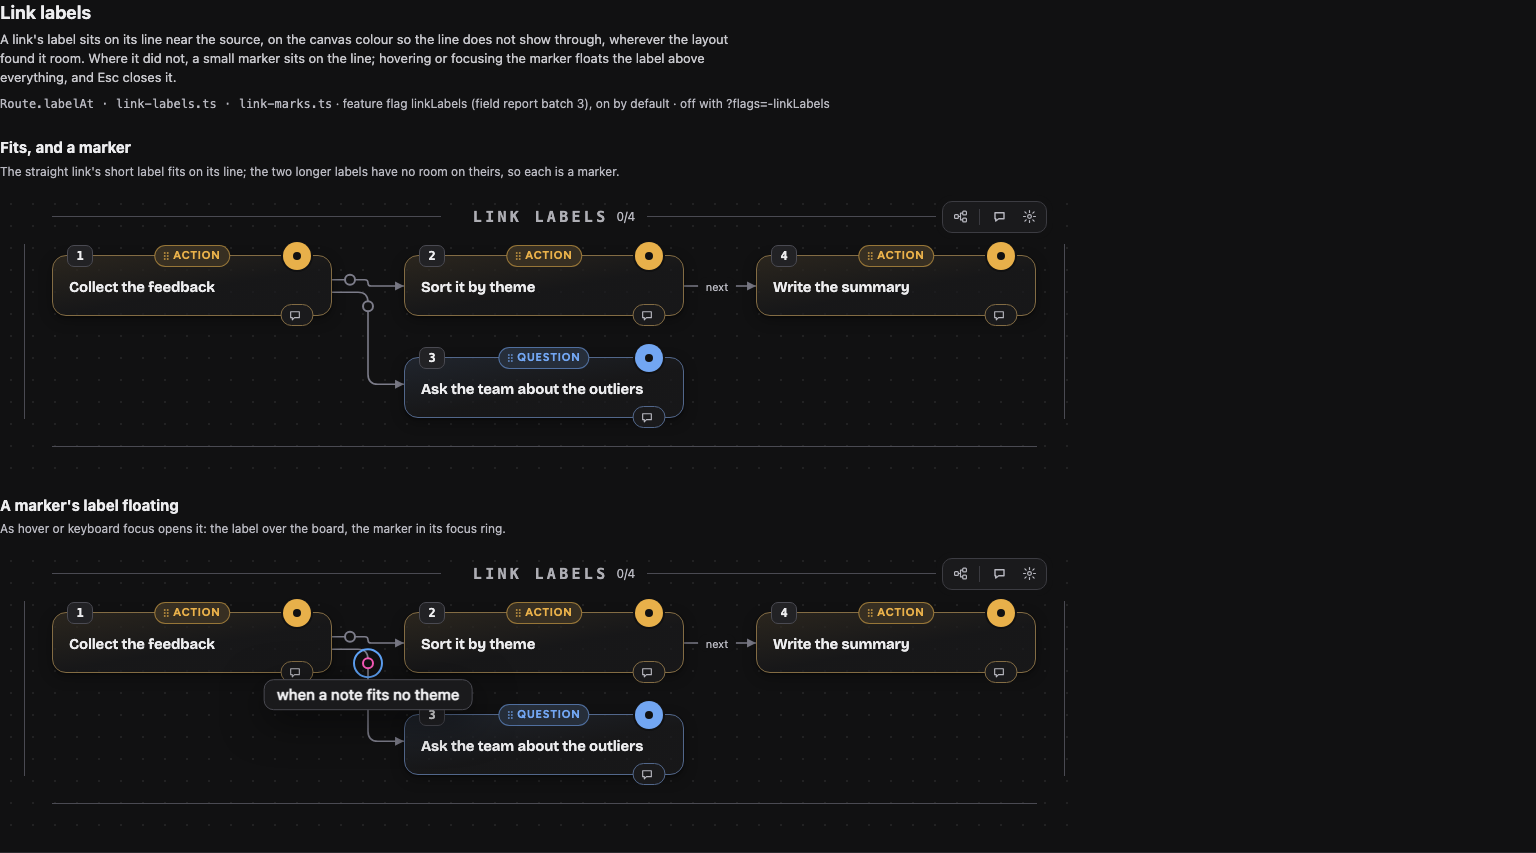 Link labels
A link's label sits on its line near the source, on the canvas colour so the line does not show through, wherever the layout
found it room. Where it did not, a small marker sits on the line; hovering or focusing the marker floats the label above
everything, and Esc closes it.
Route.labelAt · link-labels.ts · link-marks.ts · feature flag linkLabels (field report batch 3), on by default · off with ?flags=-linkLabels
Fits, and a marker
The straight link's short label fits on its line; the two longer labels have no room on theirs, so each is a marker.
LINK LABELS 0/4
1 ACTION
Collect the feedback
2 ACTION
Sort it by theme
next
4 ACTION
Write the summary
3 QUESTION
Ask the team about the outliers
A marker's label floating
As hover or keyboard focus opens it: the label over the board, the marker in its focus ring.
LINK LABELS 0/4
1 ACTION
Collect the feedback
2 ACTION
Sort it by theme
next
4 ACTION
Write the summary
when a note fits no theme
3 QUESTION
Ask the team about the outliers